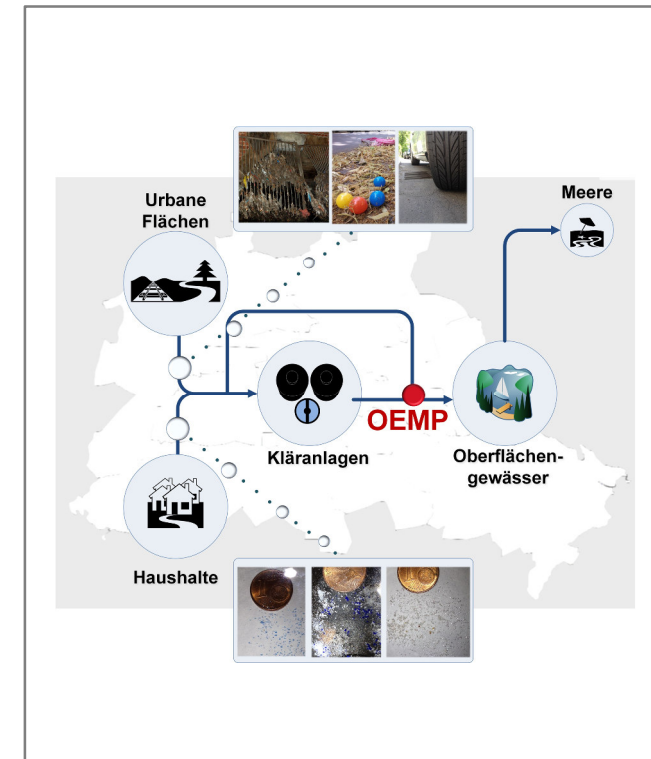 Urbane
Flächen
Meere
OEMP
Kläranlagen
Oberflächen-
gewässer
Haushalte